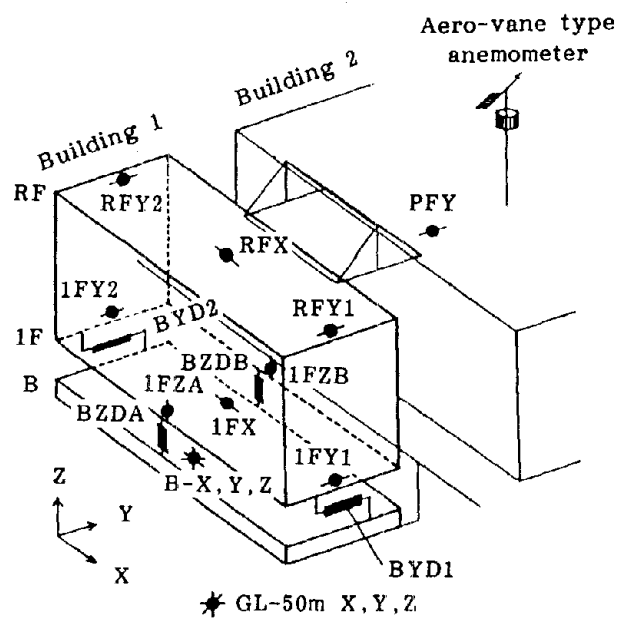 Aero-vane type
anemometer
Building 2
Building 1
RF
RFY2
PFY
RFX
1FY2
RFY1
BYD2
1F
BZDB
1FZB
B
1FZA
BZDA
1FX
1FY1
B-X,Y,Z
Z
Y
X
BYD1
GL-50m X,Y,Z